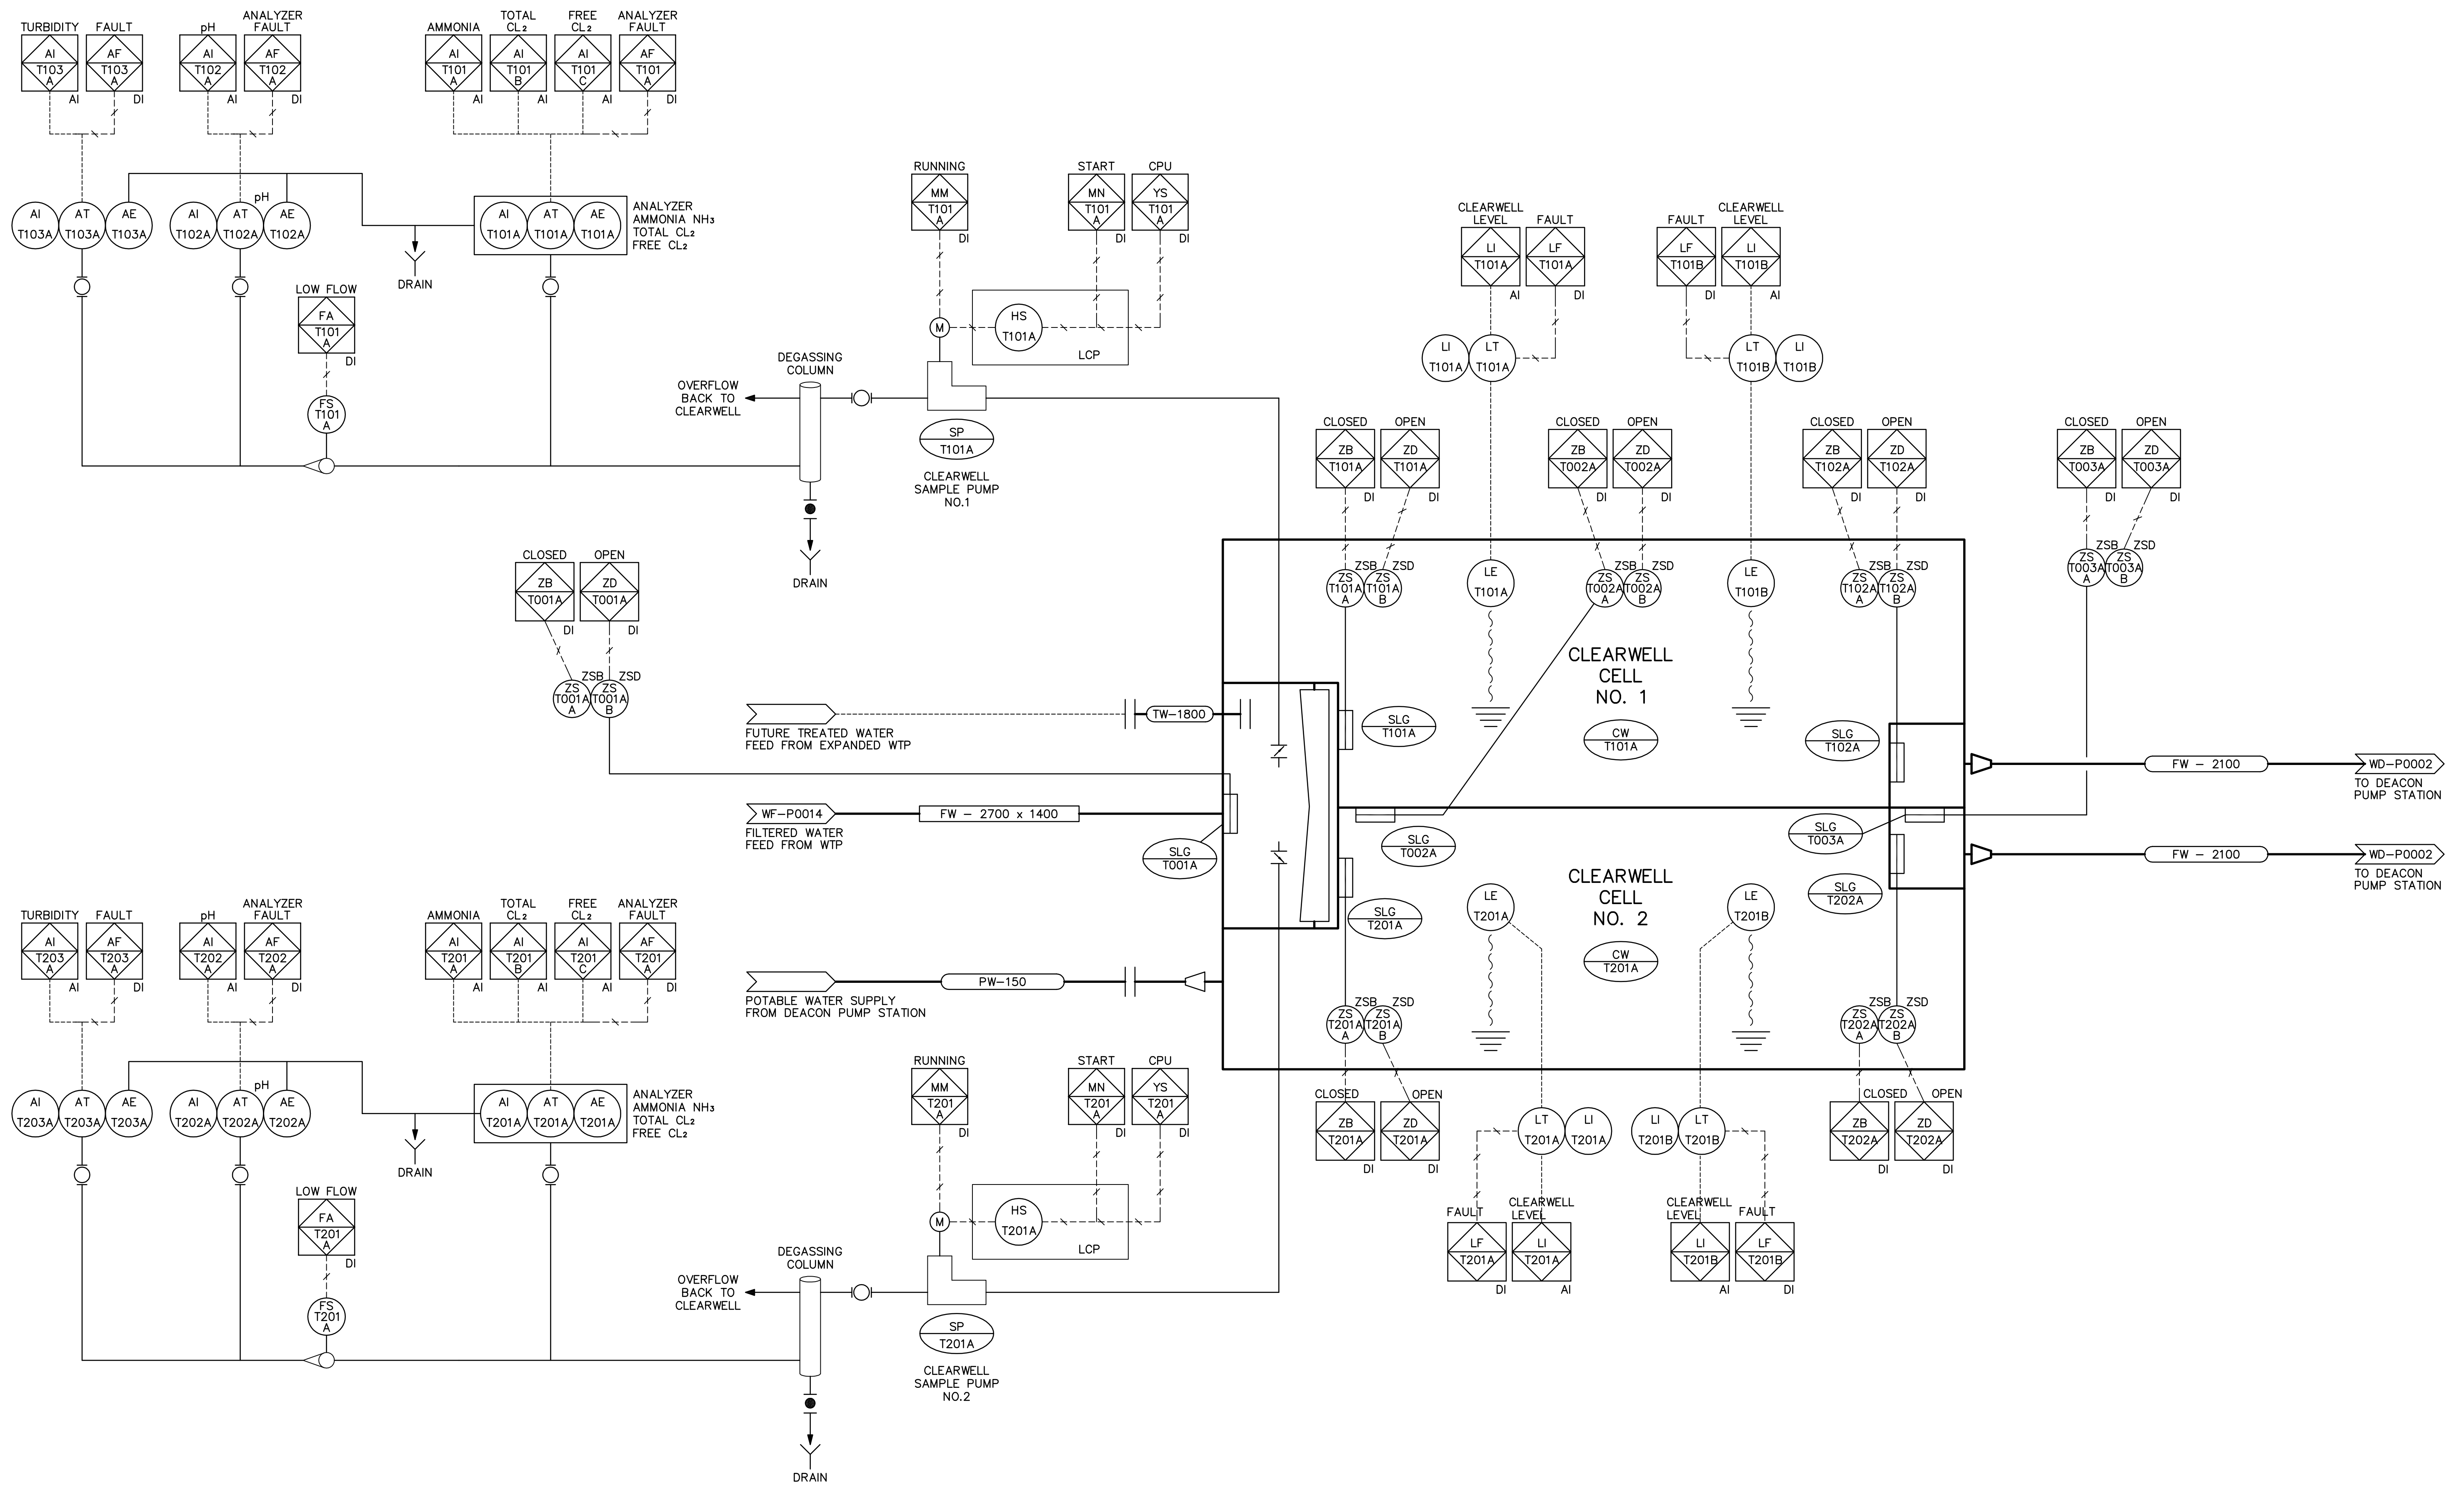 TURBIDITY
FAULT
AI
T103
A
AI
AF
T103
A
DI
pH
ANALYZER
FAULT
AI
T102
A
AI
AF
T102
A
DI
AMMONIA
TOTAL
CL₂
FREE
CL₂
ANALYZER
FAULT
AI
T101
A
AI
AI
T101
B
AI
AI
T101
C
AI
AF
T101
A
DI
AI
T103A
AT
T103A
AE
T103A
pH
AI
T102A
AT
T102A
AE
T102A
AI
T101A
AT
T101A
AE
T101A
ANALYZER
AMMONIA NH₃
TOTAL CL₂
FREE CL₂
DRAIN
LOW FLOW
FA
T101
A
DI
FS
T101
A
RUNNING
MM
T101
A
DI
START
MN
T101
A
DI
CPU
YS
T101
A
DI
M
HS
T101A
LCP
DEGASSING
COLUMN
OVERFLOW
BACK TO
CLEARWELL
SP
T101A
CLEARWELL
SAMPLE PUMP
NO.1
DRAIN
CLEARWELL
LEVEL
FAULT
LI
T101A
AI
LF
T101A
DI
FAULT
CLEARWELL
LEVEL
LF
T101B
DI
LI
T101B
AI
LI
T101A
LT
T101A
LT
T101B
LI
T101B
CLOSED
OPEN
ZB
T101A
DI
ZD
T101A
DI
CLOSED
OPEN
ZB
T002A
DI
ZD
T002A
DI
CLOSED
OPEN
ZB
T102A
DI
ZD
T102A
DI
CLOSED
OPEN
ZB
T003A
DI
ZD
T003A
DI
ZSB
ZSD
ZS
T101A
A
ZS
T101A
B
LE
T101A
ZSB
ZSD
ZS
T002A
A
ZS
T002A
B
LE
T101B
ZSB
ZSD
ZS
T102A
A
ZS
T102A
B
ZSB
ZSD
ZS
T003A
A
ZS
T003A
B
CLOSED
OPEN
ZB
T001A
DI
ZD
T001A
DI
ZSB
ZSD
ZS
T001A
A
ZS
T001A
B
CLEARWELL
CELL
NO. 1
TW-1800
FUTURE TREATED WATER
FEED FROM EXPANDED WTP
SLG
T101A
CW
T101A
SLG
T102A
FW - 2100
WD-P0002
TO DEACON
PUMP STATION
WF-P0014
FW - 2700 x 1400
FILTERED WATER
FEED FROM WTP
SLG
T001A
SLG
T002A
SLG
T003A
FW - 2100
WD-P0002
TO DEACON
PUMP STATION
CLEARWELL
CELL
NO. 2
SLG
T201A
LE
T201A
LE
T201B
SLG
T202A
CW
T201A
PW-150
POTABLE WATER SUPPLY
FROM DEACON PUMP STATION
TURBIDITY
FAULT
AI
T203
A
AI
AF
T203
A
DI
pH
ANALYZER
FAULT
AI
T202
A
AI
AF
T202
A
DI
AMMONIA
TOTAL
CL₂
FREE
CL₂
ANALYZER
FAULT
AI
T201
A
AI
AI
T201
B
AI
AI
T201
C
AI
AF
T201
A
DI
AI
T203A
AT
T203A
AE
T203A
pH
AI
T202A
AT
T202A
AE
T202A
AI
T201A
AT
T201A
AE
T201A
ANALYZER
AMMONIA NH₃
TOTAL CL₂
FREE CL₂
DRAIN
LOW FLOW
FA
T201
A
DI
FS
T201
A
RUNNING
MM
T201
A
DI
START
MN
T201
A
DI
CPU
YS
T201
A
DI
M
HS
T201A
LCP
DEGASSING
COLUMN
OVERFLOW
BACK TO
CLEARWELL
SP
T201A
CLEARWELL
SAMPLE PUMP
NO.2
DRAIN
ZSB
ZSD
ZS
T201A
A
ZS
T201A
B
ZSB
ZSD
ZS
T202A
A
ZS
T202A
B
CLOSED
OPEN
ZB
T201A
DI
ZD
T201A
DI
LT
T201A
LI
T201A
LI
T201B
LT
T201B
CLOSED
OPEN
ZB
T202A
DI
ZD
T202A
DI
FAULT
CLEARWELL
LEVEL
LF
T201A
DI
LI
T201A
AI
CLEARWELL
LEVEL
FAULT
LI
T201B
AI
LF
T201B
DI